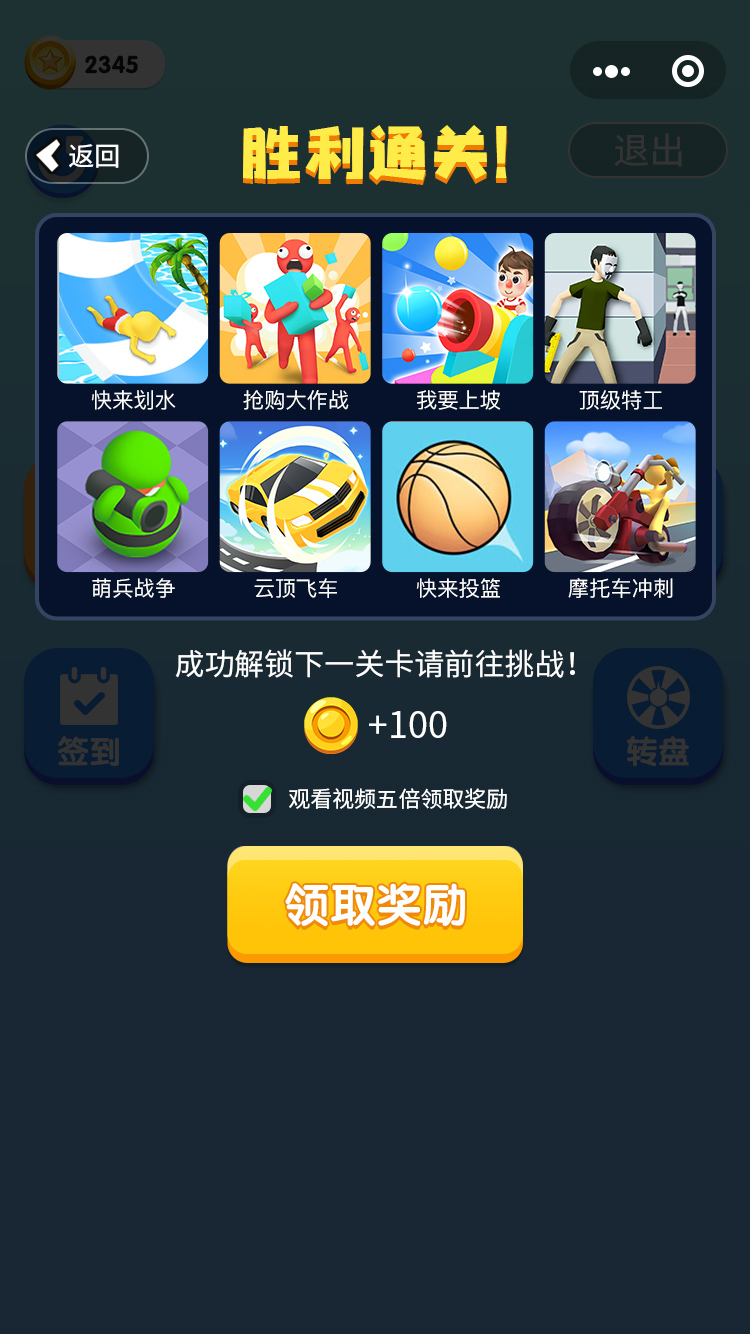 2345
返回
胜利通关!
退出
快来划水
抢购大作战
我要上坡
顶级特工
萌兵战争
云顶飞车
快来投篮
摩托车冲刺
成功解锁下一关卡请前往挑战!
+100
签到
转盘
观看视频五倍领取奖励
领取奖励